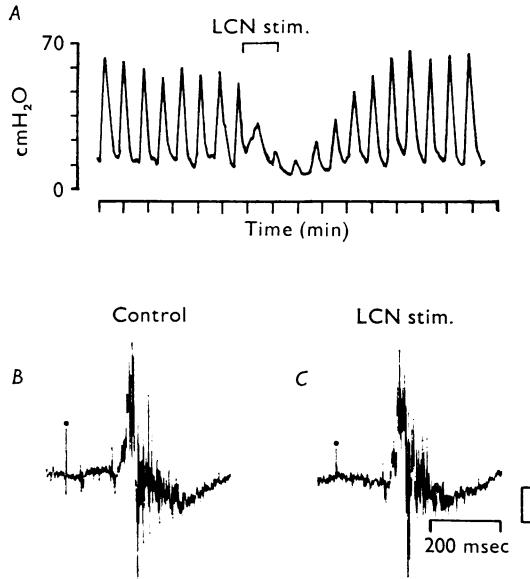 A
LCN stim.
70
cmH₂O
0
Time (min)
Control
LCN stim.
B
C
200 msec